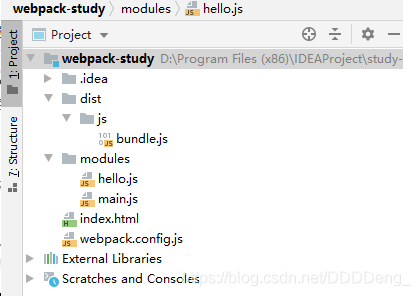 webpack-study modules hello.js
Project
webpack-study D:\Program Files (x86)\IDEAProject\study-
.idea
dist
js
bundle.js
modules
hello.js
main.js
index.html
webpack.config.js
External Libraries
Scratches and Consoles
1: Project
7: Structure
https://blog.csdn.net/DDDDeng_